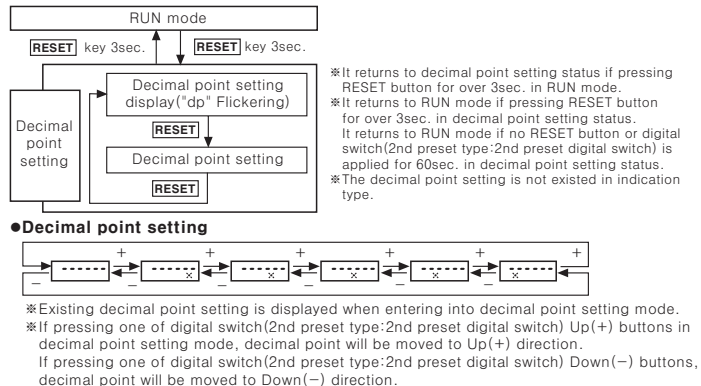 RUN mode
RESET key 3sec.
RESET key 3sec.
Decimal point setting
display("dp" Flickering)
RESET
Decimal point setting
RESET
Decimal
point
setting
※It returns to decimal point setting status if pressing
RESET button for over 3sec. in RUN mode.
※It returns to RUN mode if pressing RESET button
for over 3sec. in decimal point setting status.
It returns to RUN mode if no RESET button or digital
switch(2nd preset type:2nd preset digital switch) is
applied for 60sec. in decimal point setting status.
※The decimal point setting is not existed in indication
type.
●Decimal point setting
+ + + + + +
------ ------ ------ ------ ------ ------
− − − − − −
※Existing decimal point setting is displayed when entering into decimal point setting mode.
※If pressing one of digital switch(2nd preset type:2nd preset digital switch) Up(+) buttons in
decimal point setting mode, decimal point will be moved to Up(+) direction.
If pressing one of digital switch(2nd preset type:2nd preset digital switch) Down(−) buttons,
decimal point will be moved to Down(−) direction.